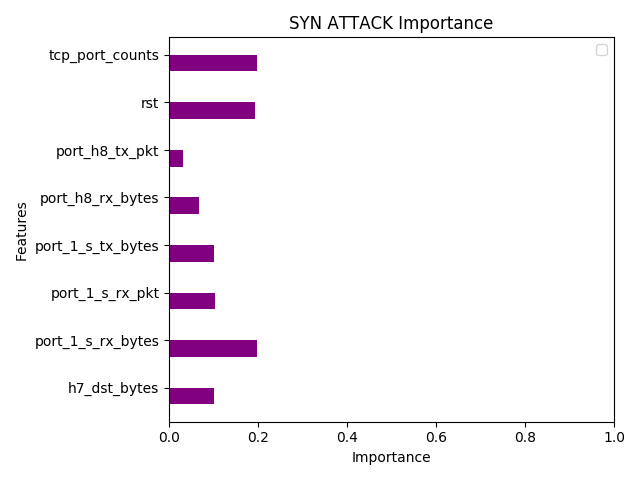 SYN ATTACK Importance
tcp_port_counts
rst
port_h8_tx_pkt
port_h8_rx_bytes
port_1_s_tx_bytes
port_1_s_rx_pkt
port_1_s_rx_bytes
h7_dst_bytes
Features
0.0 0.2 0.4 0.6 0.8 1.0
Importance